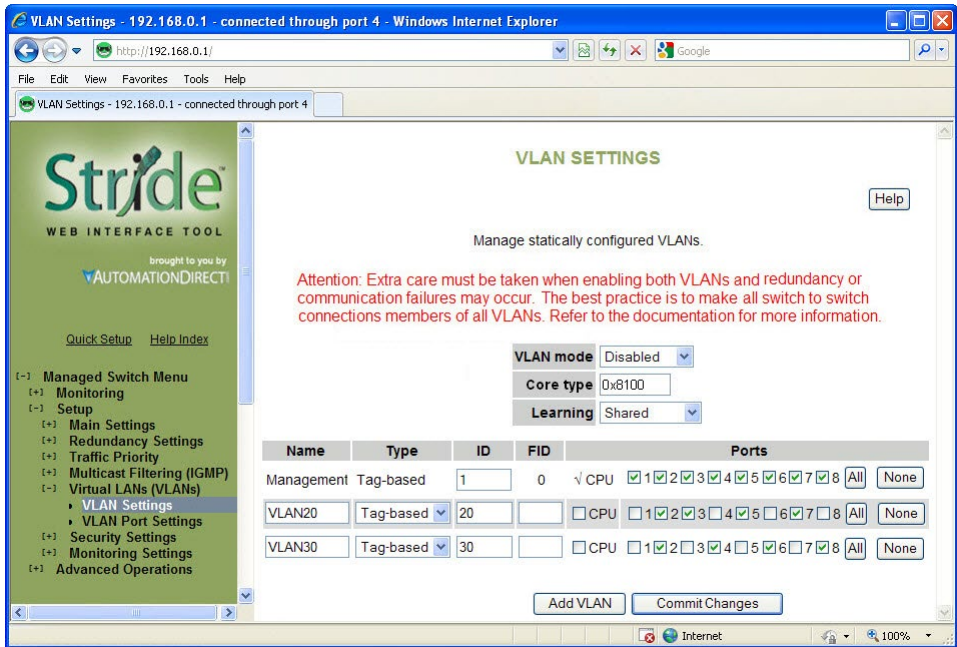 VLAN Settings - 192.168.0.1 - connected through port 4 - Windows Internet Explorer
http://192.168.0.1/
Google
File Edit View Favorites Tools Help
VLAN Settings - 192.168.0.1 - connected through port 4
Stride
WEB INTERFACE TOOL
brought to you by
AUTOMATIONDIRECT
Quick Setup Help Index
[-] Managed Switch Menu
[+] Monitoring
[-] Setup
[+] Main Settings
[+] Redundancy Settings
[+] Traffic Priority
[+] Multicast Filtering (IGMP)
[-] Virtual LANs (VLANs)
VLAN Settings
VLAN Port Settings
[+] Security Settings
[+] Monitoring Settings
[+] Advanced Operations
VLAN SETTINGS
Help
Manage statically configured VLANs.
Attention: Extra care must be taken when enabling both VLANs and redundancy or
communication failures may occur. The best practice is to make all switch to switch
connections members of all VLANs. Refer to the documentation for more information.
VLAN mode Disabled
Core type 0x8100
Learning Shared
Name Type ID FID Ports
Management Tag-based 1 0 √ CPU 1 2 3 4 5 6 7 8 All None
VLAN20 Tag-based 20 CPU 1 2 3 4 5 6 7 8 All None
VLAN30 Tag-based 30 CPU 1 2 3 4 5 6 7 8 All None
Add VLAN Commit Changes
Internet 100%